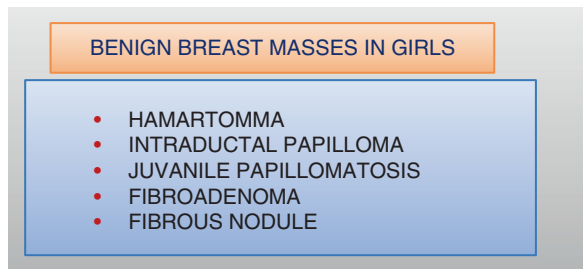 BENIGN BREAST MASSES IN GIRLS
• HAMARTOMMA
• INTRADUCTAL PAPILLOMA
• JUVANILE PAPILLOMATOSIS
• FIBROADENOMA
• FIBROUS NODULE